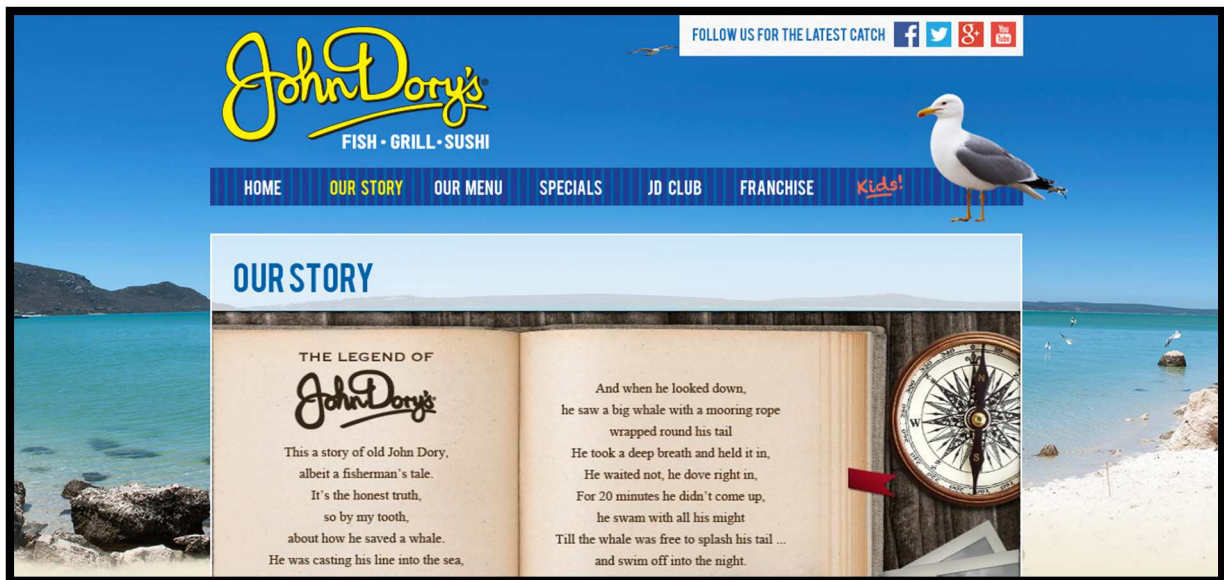 FOLLOW US FOR THE LATEST CATCH
f
g+
You
Tube
John Dory's
FISH • GRILL • SUSHI
HOME OUR STORY OUR MENU SPECIALS JD CLUB FRANCHISE Kids!
OUR STORY
THE LEGEND OF
John Dory's
This a story of old John Dory,
albeit a fisherman's tale.
It's the honest truth,
so by my tooth,
about how he saved a whale.
He was casting his line into the sea,
And when he looked down,
he saw a big whale with a mooring rope
wrapped round his tail
He took a deep breath and held it in,
He waited not, he dove right in,
For 20 minutes he didn't come up,
he swam with all his might
Till the whale was free to splash his tail ...
and swim off into the night.
N
W
S